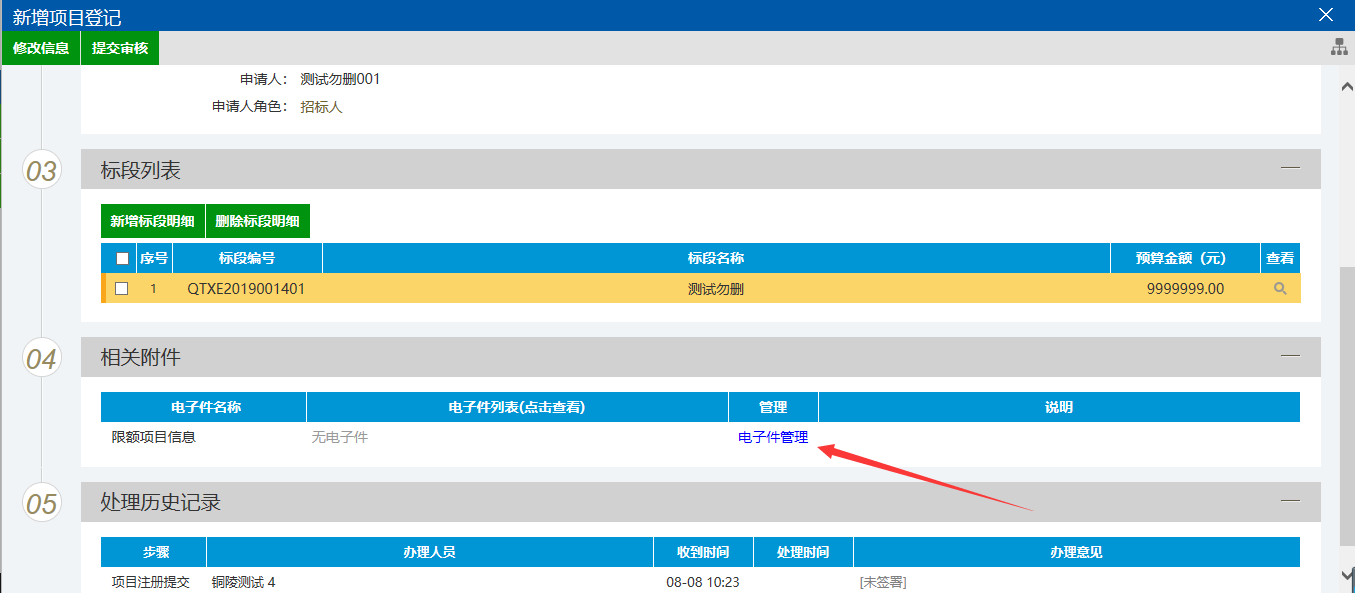 新增项目登记
修改信息 提交审核
申请人： 测试勿删001
申请人角色： 招标人
03 标段列表
新增标段明细 删除标段明细
序号 标段编号 标段名称 预算金额（元） 查看
1 QTXE2019001401 测试勿删 9999999.00
04 相关附件
电子件名称 电子件列表(点击查看) 管理 说明
限额项目信息 无电子件 电子件管理
05 处理历史记录
步骤 办理人员 收到时间 处理时间 办理意见
项目注册提交 铜陵测试 4 08-08 10:23 [未签署]